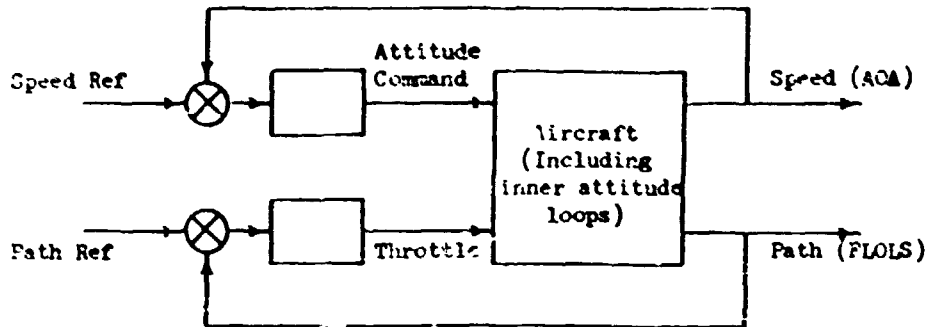 Attitude
Command
Speed Ref
Speed (AOA)
Aircraft
(Including
inner attitude
loops)
Path Ref
Throttle
Path (FLOLS)